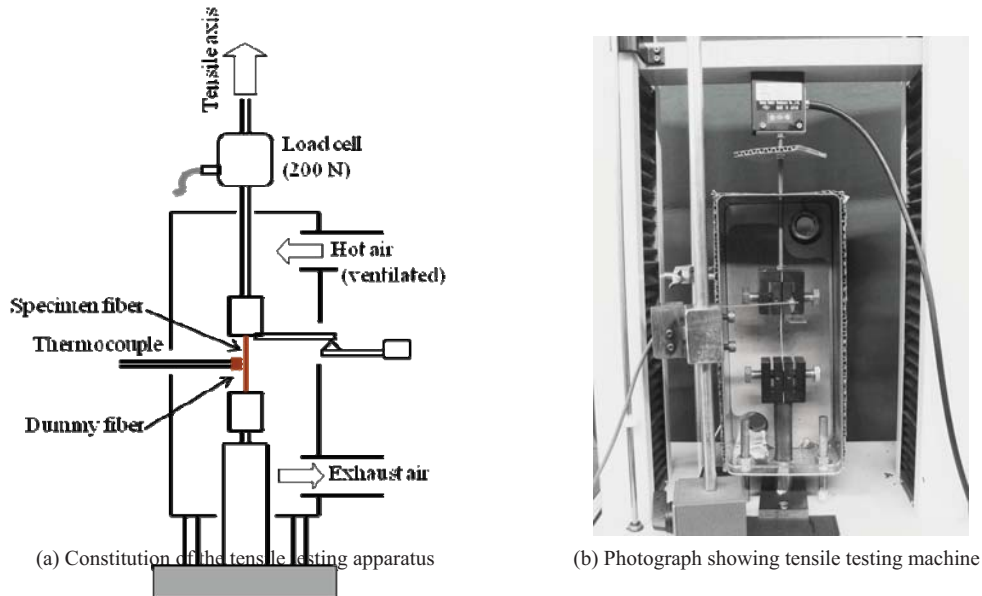 Tensile axis
Load cell
(200 N)
Hot air
(ventilated)
Specimen fiber
Thermocouple
Dummy fiber
Exhaust air
(a) Constitution of the tensile testing apparatus
(b) Photograph showing tensile testing machine